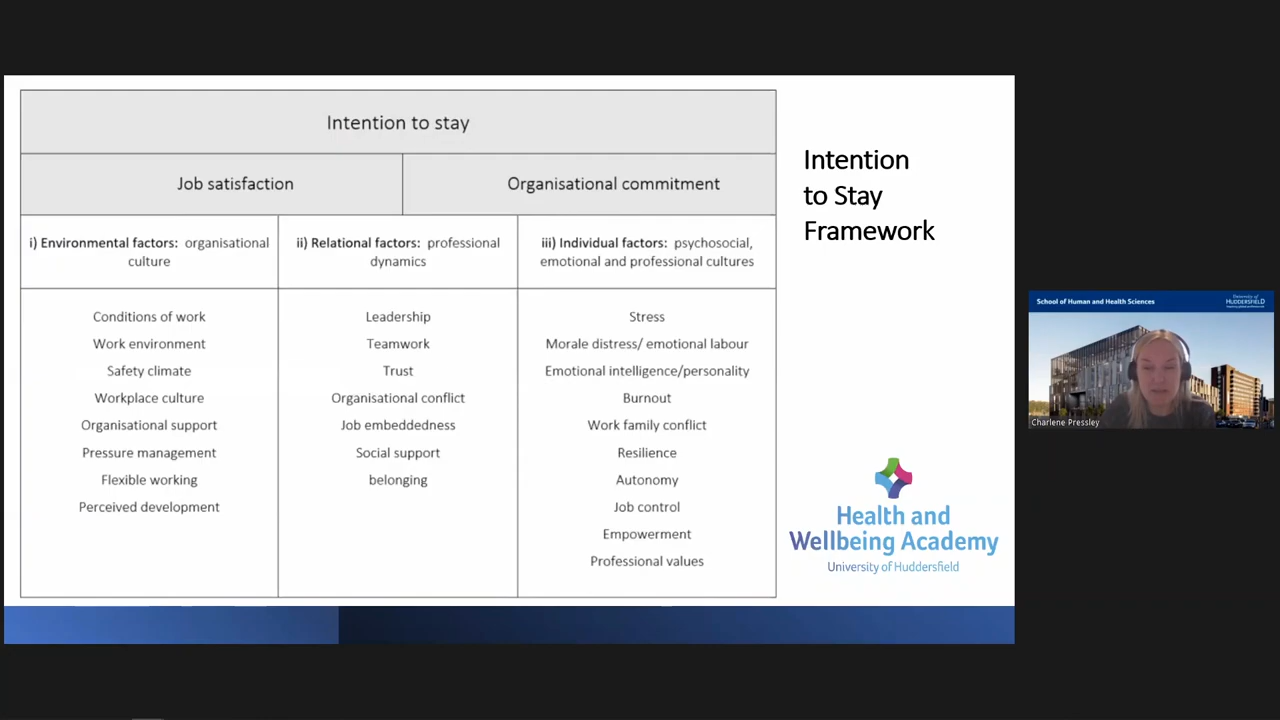 Intention to stay
Job satisfaction
Organisational commitment
i) Environmental factors: organisational
culture
ii) Relational factors: professional
dynamics
iii) Individual factors: psychosocial,
emotional and professional cultures
Conditions of work
Work environment
Safety climate
Workplace culture
Organisational support
Pressure management
Flexible working
Perceived development
Leadership
Teamwork
Trust
Organisational conflict
Job embeddedness
Social support
belonging
Stress
Morale distress/ emotional labour
Emotional intelligence/personality
Burnout
Work family conflict
Resilience
Autonomy
Job control
Empowerment
Professional values
Intention
to Stay
Framework
Health and
Wellbeing Academy
University of Huddersfield
School of Human and Health Sciences
University of
HUDDERSFIELD
Charlene Pressley